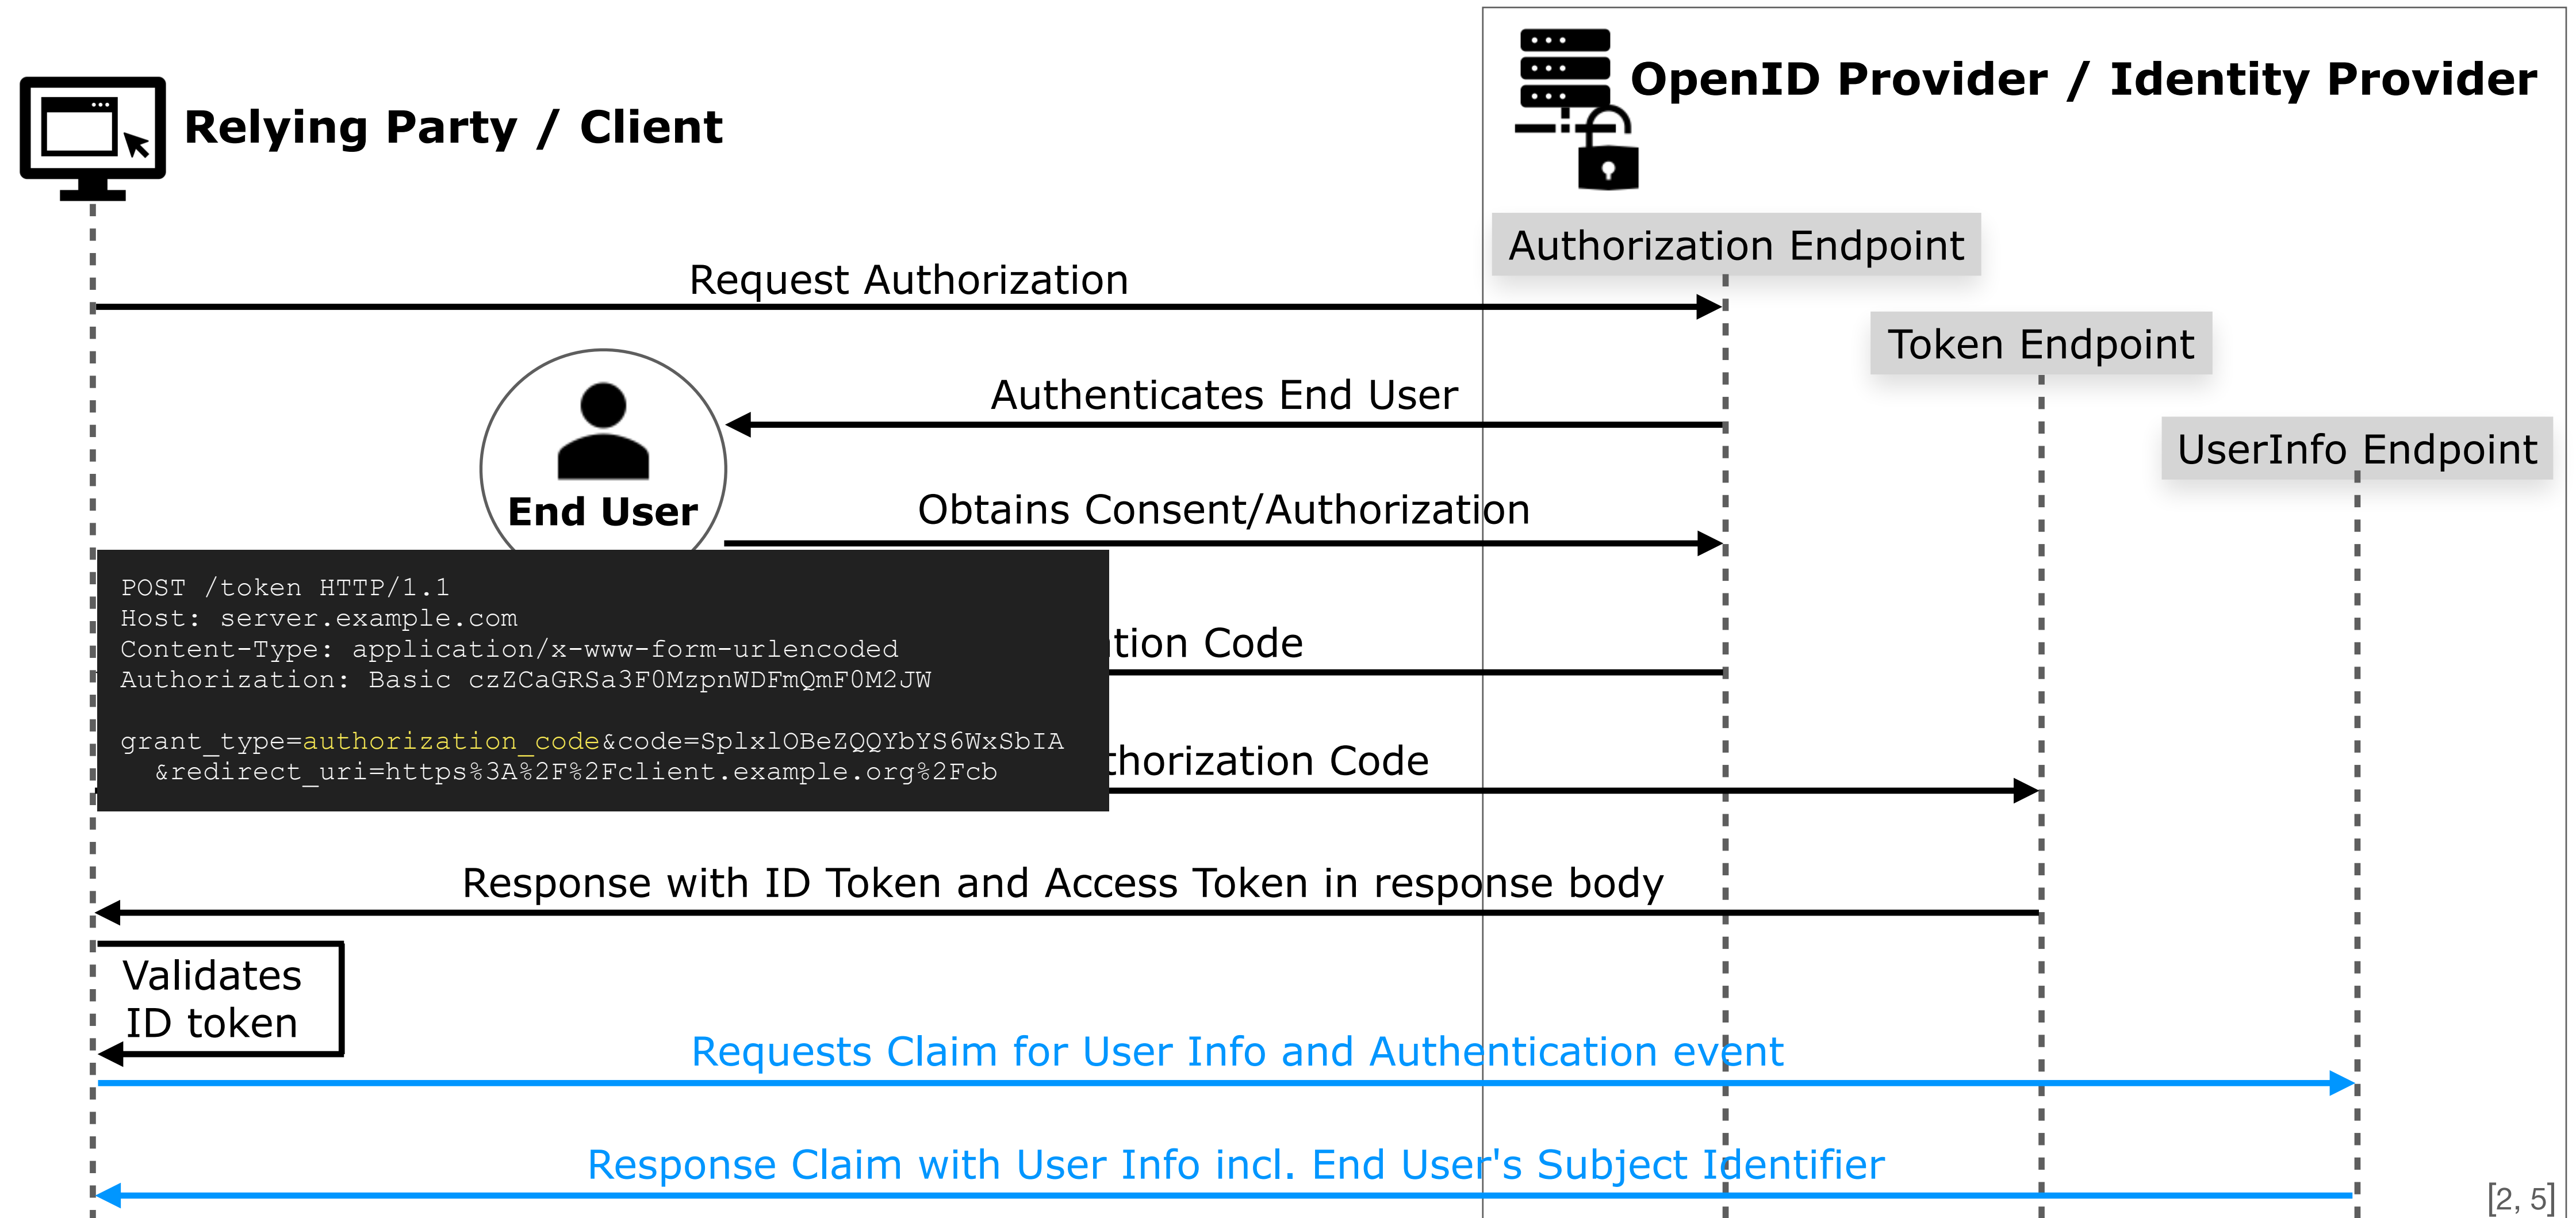 OpenID Provider / Identity Provider
Relying Party / Client
Authorization Endpoint
Request Authorization
Token Endpoint
Authenticates End User
UserInfo Endpoint
End User
Obtains Consent/Authorization
POST /token HTTP/1.1
Host: server.example.com
Content-Type: application/x-www-form-urlencoded
Authorization: Basic czZCaGRSa3F0MzpnWDFmQmF0M2JW
grant_type=authorization_code&code=SplxlOBeZQQYbYS6WxSbIA
&redirect_uri=https%3A%2F%2Fclient.example.org%2Fcb
tion Code
thorization Code
Response with ID Token and Access Token in response body
Validates
ID token
Requests Claim for User Info and Authentication event
Response Claim with User Info incl. End User's Subject Identifier
[2, 5]